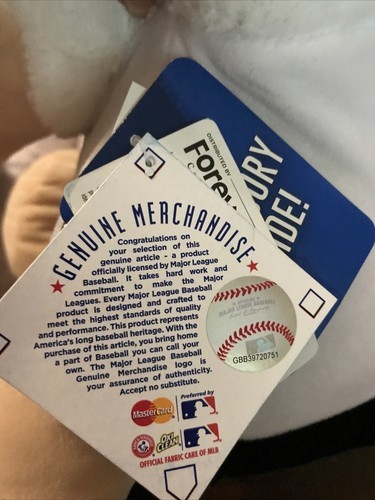 DISTRIBUTED BY
GENUINE MERCHANDISE
Congratulations on
your selection of this
genuine article - a product
officially licensed by Major League
Baseball. It takes hard work and
commitment to make the Major
Leagues. Every Major League Baseball
product is designed and crafted to
meet the highest standards of quality
and performance. This product represents
America's long baseball heritage. With the
purchase of this article, you bring home
a part of Baseball you can call your
own. The Major League Baseball
Genuine Merchandise logo is
your assurance of authenticity.
Accept no substitute.
GBB39720751
Preferred by
MasterCard
OXI
CLEAN
OFFICIAL FABRIC CARE OF MLB